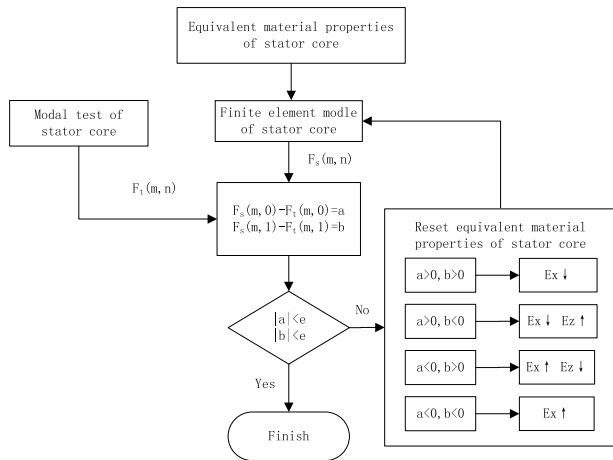 Equivalent material properties
of stator core
Modal test of
stator core
Finite element modle
of stator core
Fₛ(m,n)
Fₜ(m,n)
Fₛ(m,0)-Fₜ(m,0)=a
Fₛ(m,1)-Fₜ(m,1)=b
|a|<e
|b|<e
No
Yes
Finish
Reset equivalent material
properties of stator core
a>0,b>0
Ex↓
a>0,b<0
Ex↓ Ez↑
a<0,b>0
Ex↑ Ez↓
a<0,b<0
Ex↑